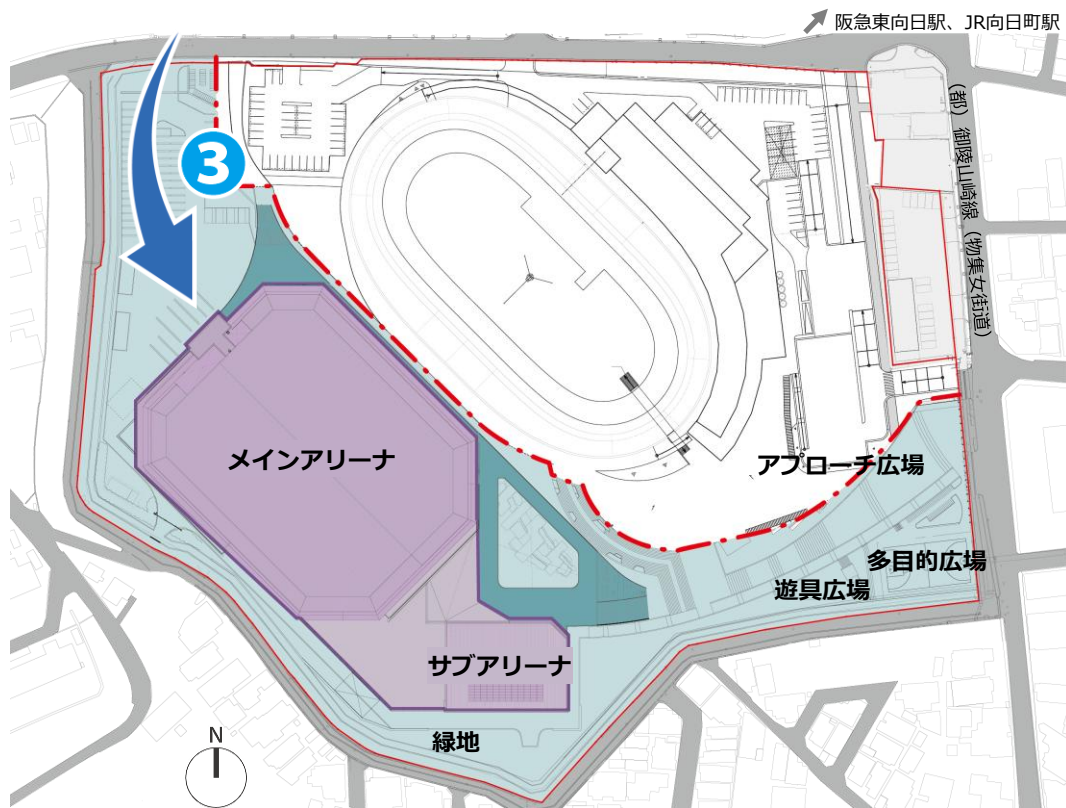 阪急東向日駅、JR向日町駅
(都) 御陵山崎線（物集女街道）
3
メインアリーナ
アプローチ広場
多目的広場
遊具広場
サブアリーナ
緑地
N